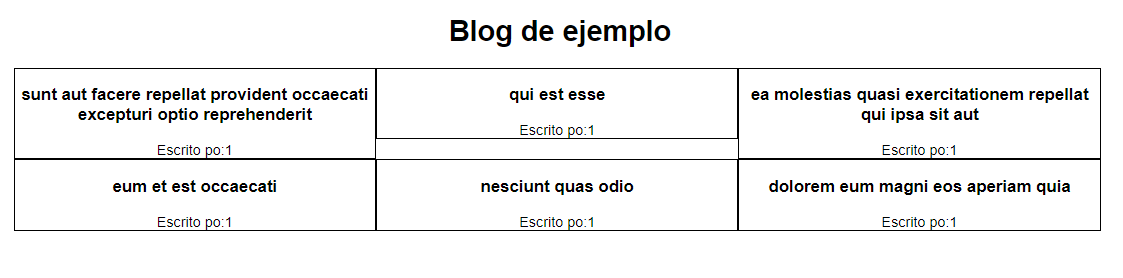 Blog de ejemplo
sunt aut facere repellat provident occaecati
excepturi optio reprehenderit
Escrito po:1
qui est esse
Escrito po:1
ea molestias quasi exercitationem repellat
qui ipsa sit aut
Escrito po:1
eum et est occaecati
Escrito po:1
nesciunt quas odio
Escrito po:1
dolorem eum magni eos aperiam quia
Escrito po:1